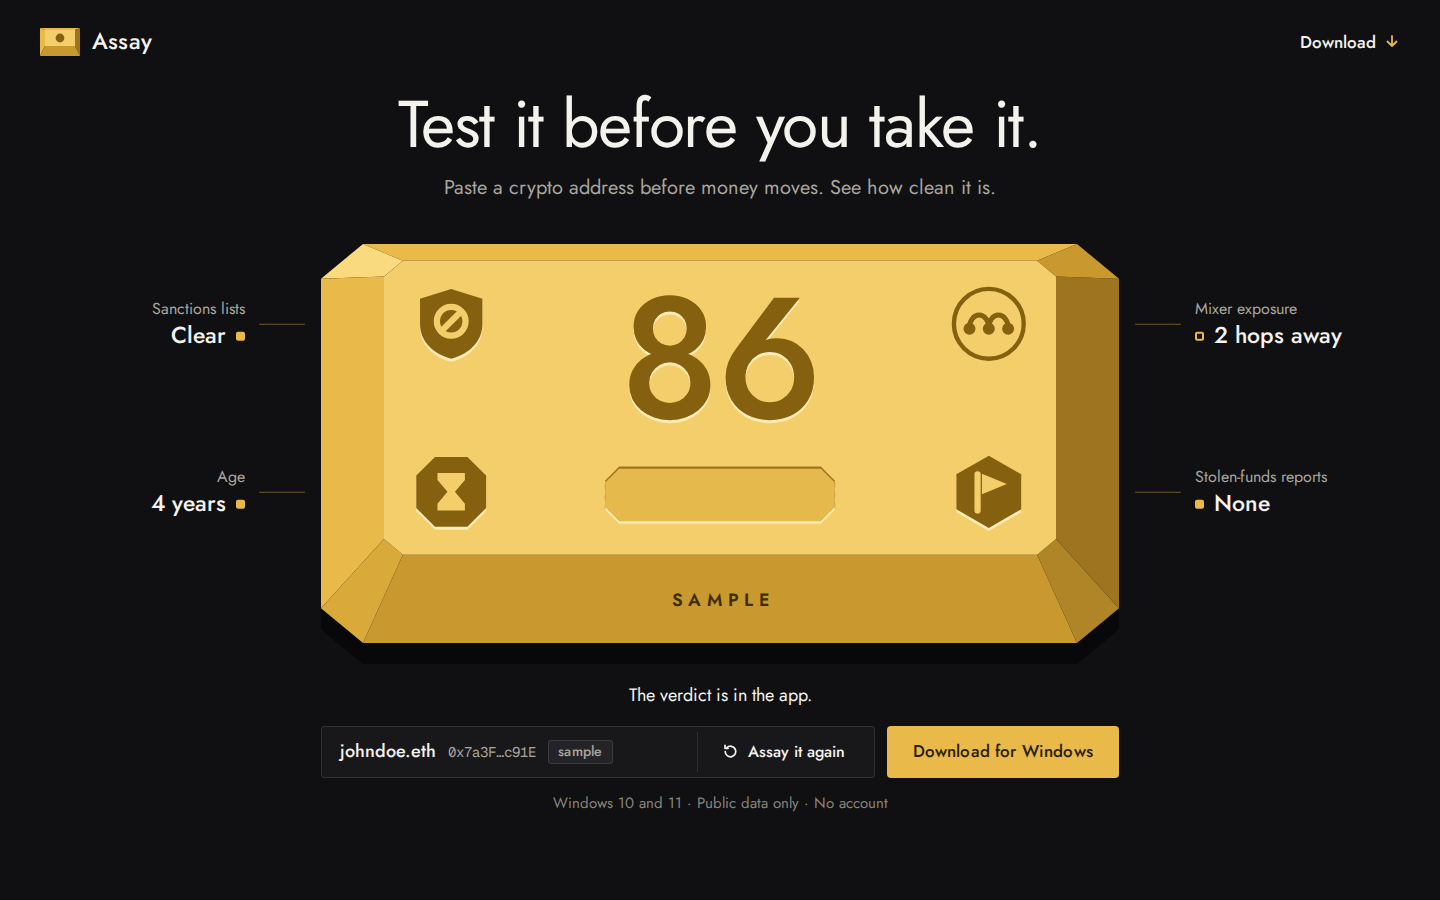 Assay
Download
Test it before you take it.
Paste a crypto address before money moves. See how clean it is.
Sanctions lists
Clear
Mixer exposure
2 hops away
86
Age
4 years
Stolen-funds reports
None
SAMPLE
The verdict is in the app.
johndoe.eth 0x7a3F…c91E sample
Assay it again
Download for Windows
Windows 10 and 11 · Public data only · No account